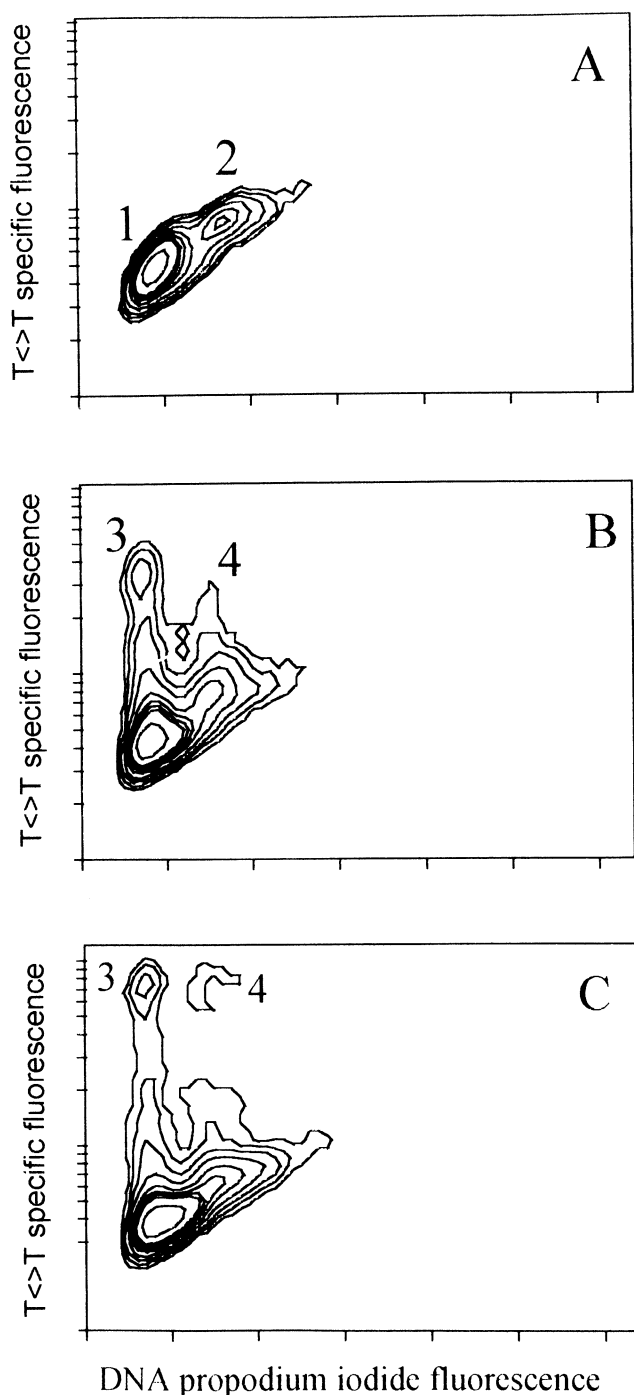 A
T<>T specific fluorescence
1
2
B
T<>T specific fluorescence
3
4
C
T<>T specific fluorescence
3
4
DNA propodium iodide fluorescence